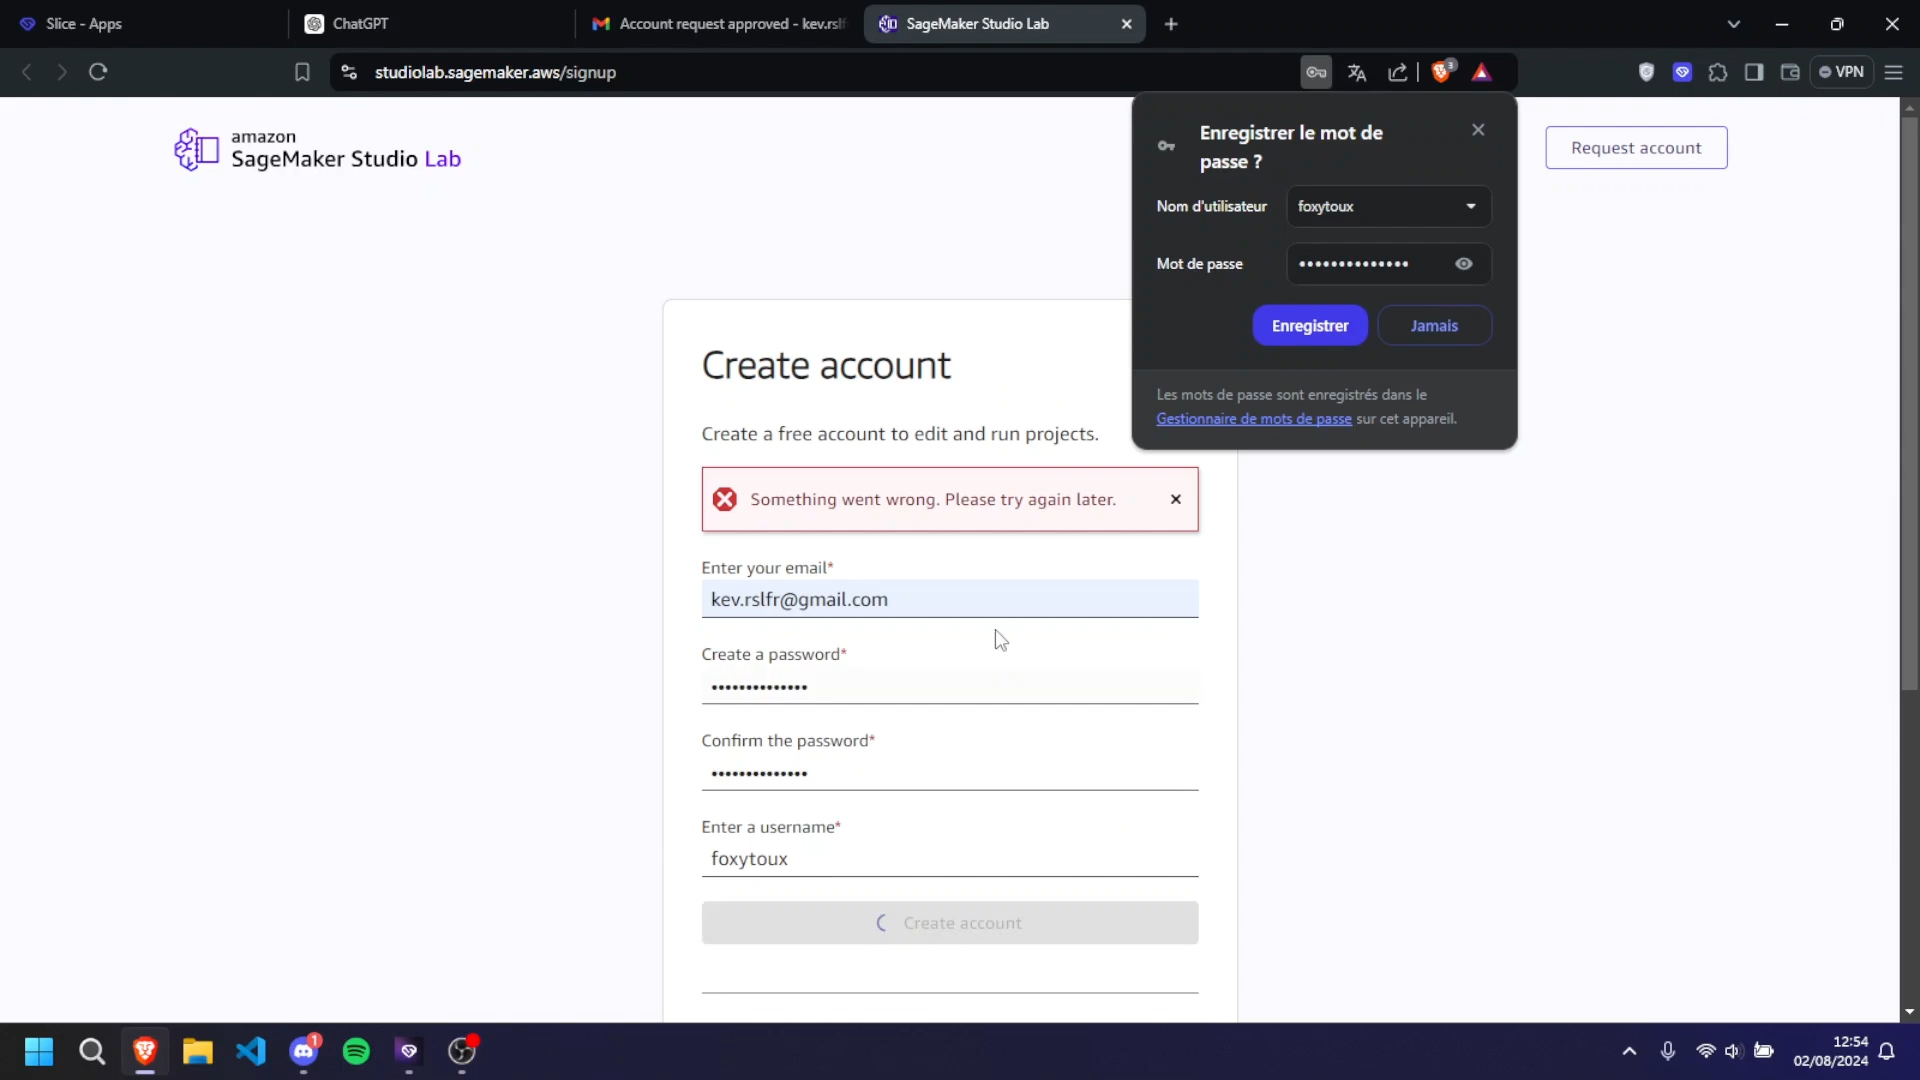 Slice - Apps
ChatGPT
Account request approved - kev.rslf
SageMaker Studio Lab
studiolab.sagemaker.aws/signup
3
VPN
amazon
SageMaker Studio Lab
Request account
Enregistrer le mot de
passe ?
Nom d'utilisateur
foxytoux
Mot de passe
••••••••••••••
Enregistrer
Jamais
Les mots de passe sont enregistrés dans le
Gestionnaire de mots de passe sur cet appareil.
Create account
Create a free account to edit and run projects.
Something went wrong. Please try again later.
Enter your email*
kev.rslfr@gmail.com
Create a password*
••••••••••••••
Confirm the password*
••••••••••••••
Enter a username*
foxytoux
Create account
1
12:54
02/08/2024